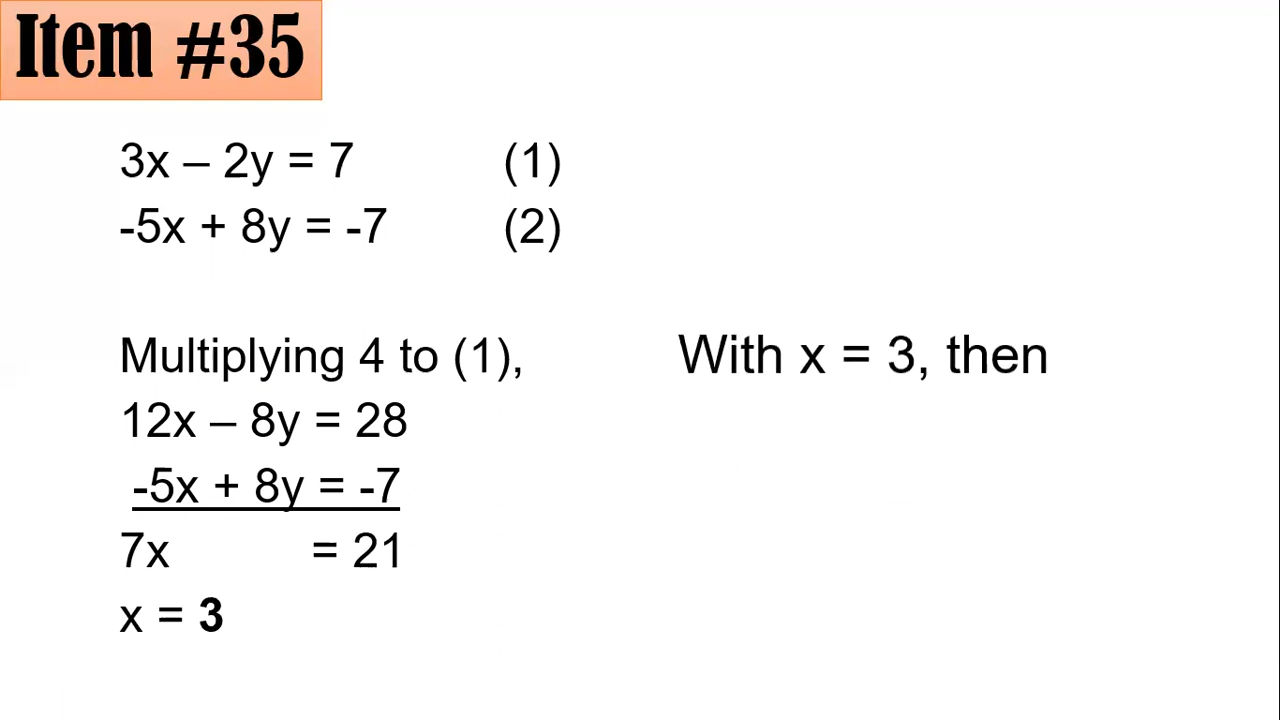 Item #35
3x – 2y = 7 (1)
-5x + 8y = -7 (2)
Multiplying 4 to (1),
12x – 8y = 28
-5x + 8y = -7
7x = 21
x = 3
With x = 3, then